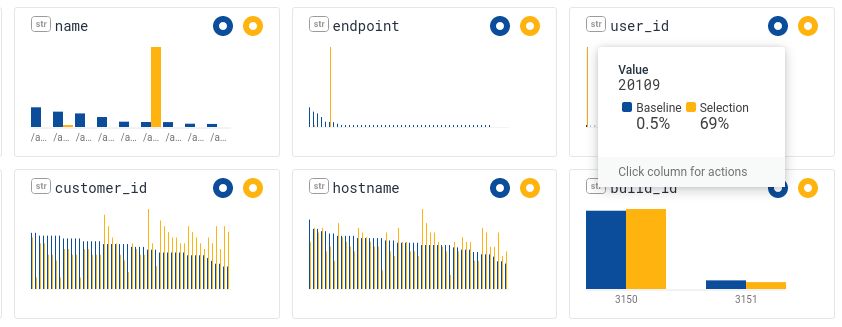 str name
str endpoint
str user_id
Value
20109
Baseline Selection
0.5% 69%
Click column for actions
/a… /a… /a… /a… /a… /a… /a… /a… /a…
str customer_id
str hostname
str build_id
3150 3151